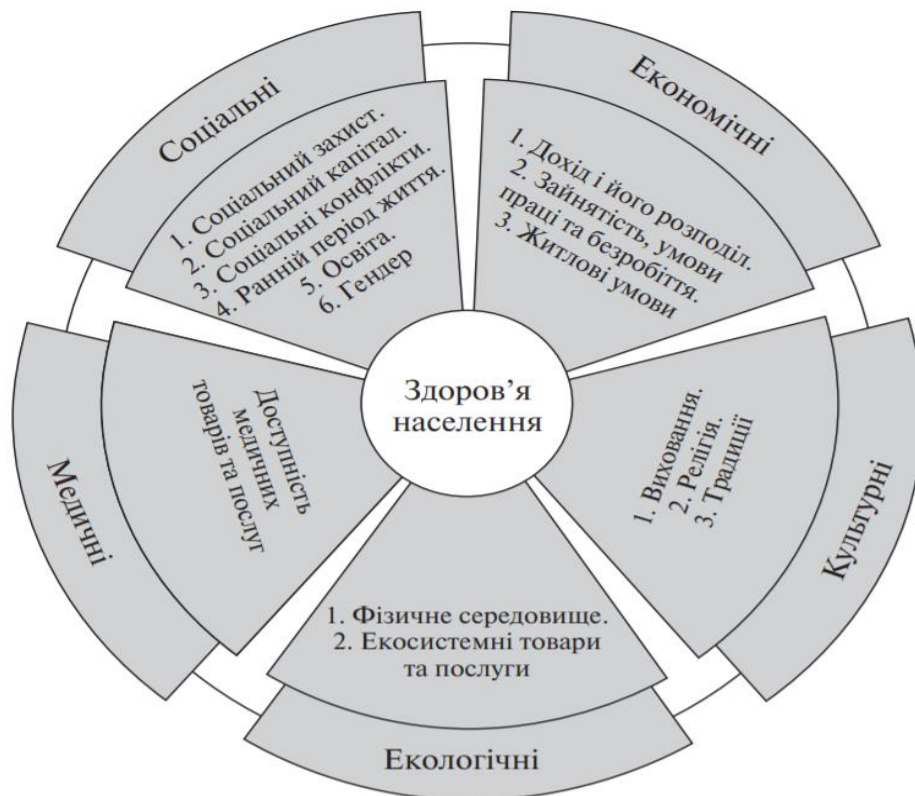 Соціальні
1. Соціальний захист.
2. Соціальний капітал.
3. Соціальні конфлікти.
4. Ранній період життя.
5. Освіта.
6. Гендер
Економічні
1. Дохід і його розподіл.
2. Зайнятість, умови
праці та безробіття.
3. Житлові умови
Здоров’я
населення
Медичні
Доступність
медичних
товарів та послуг
Культурні
1. Виховання.
2. Релігія.
3. Традиції
Екологічні
1. Фізичне середовище.
2. Екосистемні товари
та послуги